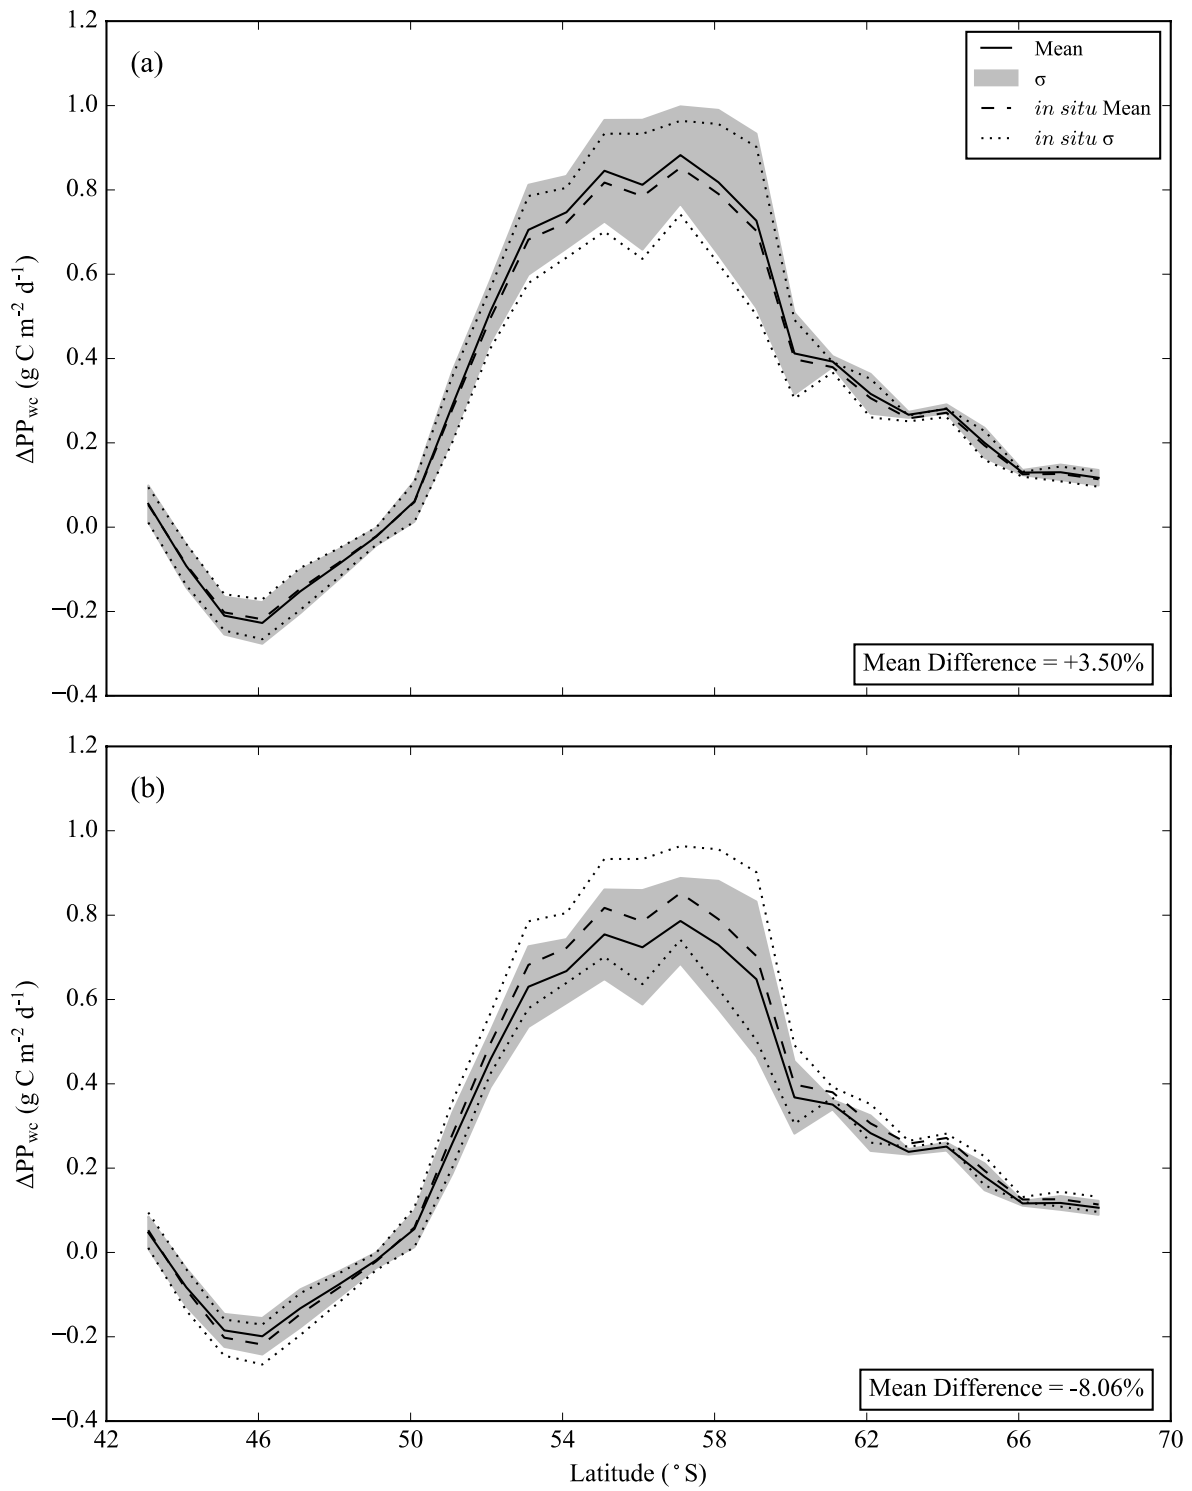 (a)
Mean
σ
in situ Mean
in situ σ
1.2
1.0
0.8
0.6
0.4
0.2
0.0
−0.2
−0.4
ΔPPwc (g C m-2 d-1)
Mean Difference = +3.50%
(b)
1.2
1.0
0.8
0.6
0.4
0.2
0.0
−0.2
−0.4
ΔPPwc (g C m-2 d-1)
Mean Difference = -8.06%
42 46 50 54 58 62 66 70
Latitude (°S)